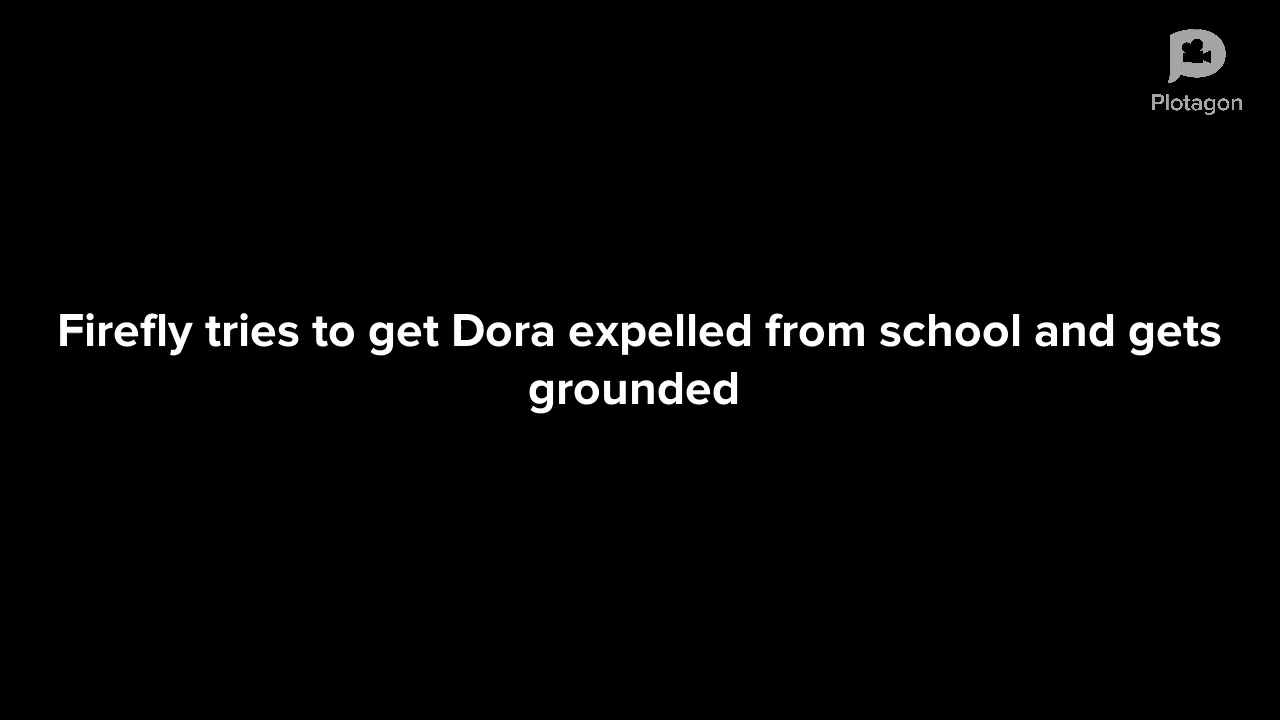 Plotagon
Firefly tries to get Dora expelled from school and gets
grounded